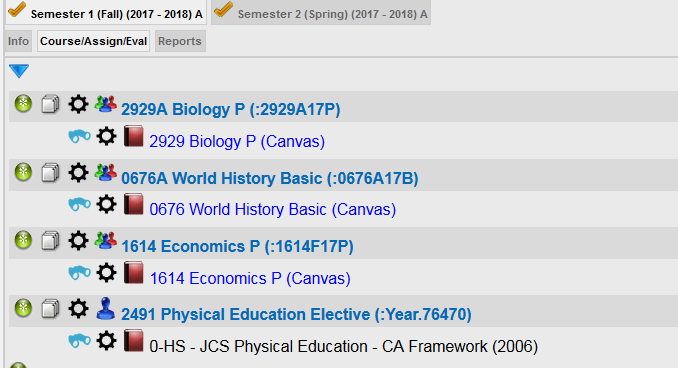 Semester 1 (Fall) (2017 - 2018) A Semester 2 (Spring) (2017 - 2018) A
Info Course/Assign/Eval Reports
2929A Biology P (:2929A17P)
2929 Biology P (Canvas)
0676A World History Basic (:0676A17B)
0676 World History Basic (Canvas)
1614 Economics P (:1614F17P)
1614 Economics P (Canvas)
2491 Physical Education Elective (:Year.76470)
0-HS - JCS Physical Education - CA Framework (2006)